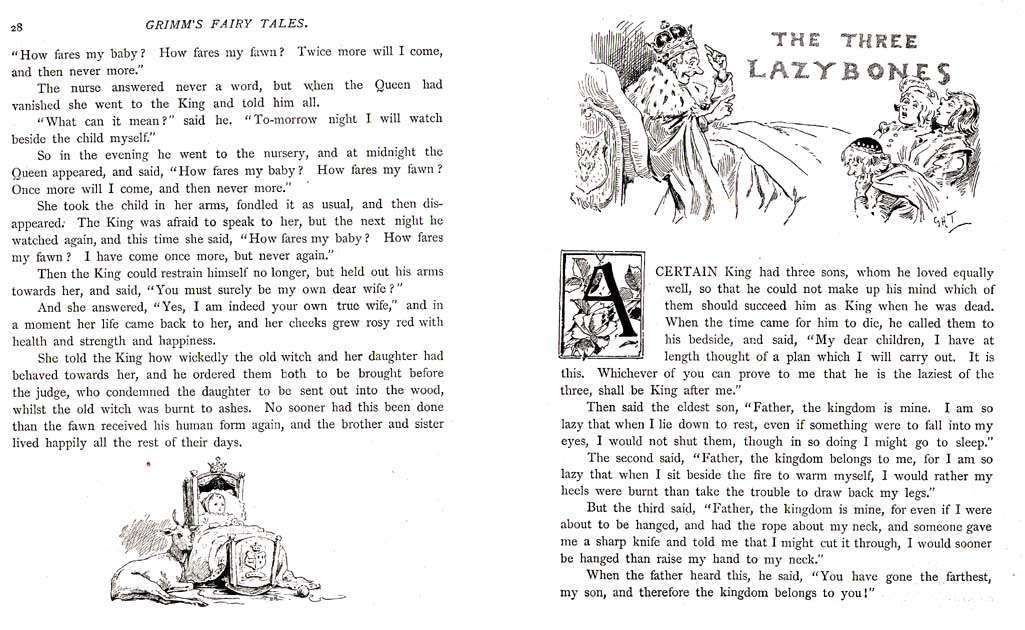 28
GRIMM'S FAIRY TALES.
"How fares my baby? How fares my fawn? Twice more will I come,
and then never more."
The nurse answered never a word, but when the Queen had
vanished she went to the King and told him all.
"What can it mean?" said he. "To-morrow night I will watch
beside the child myself."
So in the evening he went to the nursery, and at midnight the
Queen appeared, and said, "How fares my baby? How fares my fawn?
Once more will I come, and then never more."
She took the child in her arms, fondled it as usual, and then dis-
appeared. The King was afraid to speak to her, but the next night he
watched again, and this time she said, "How fares my baby? How fares
my fawn? I have come once more, but never again."
Then the King could restrain himself no longer, but held out his arms
towards her, and said, "You must surely be my own dear wife?"
And she answered, "Yes, I am indeed your own true wife," and in
a moment her life came back to her, and her cheeks grew rosy red with
health and strength and happiness.
She told the King how wickedly the old witch and her daughter had
behaved towards her, and he ordered them both to be brought before
the judge, who condemned the daughter to be sent out into the wood,
whilst the old witch was burnt to ashes. No sooner had this been done
than the fawn received his human form again, and the brother and sister
lived happily all the rest of their days.
THE THREE
LAZYBONES
GRT
A CERTAIN King had three sons, whom he loved equally
well, so that he could not make up his mind which of
them should succeed him as King when he was dead.
When the time came for him to die, he called them to
his bedside, and said, "My dear children, I have at
length thought of a plan which I will carry out. It is
this. Whichever of you can prove to me that he is the laziest of the
three, shall be King after me."
Then said the eldest son, "Father, the kingdom is mine. I am so
lazy that when I lie down to rest, even if something were to fall into my
eyes, I would not shut them, though in so doing I might go to sleep."
The second said, "Father, the kingdom belongs to me, for I am so
lazy that when I sit beside the fire to warm myself, I would rather my
heels were burnt than take the trouble to draw back my legs."
But the third said, "Father, the kingdom is mine, for even if I were
about to be hanged, and had the rope about my neck, and someone gave
me a sharp knife and told me that I might cut it through, I would sooner
be hanged than raise my hand to my neck."
When the father heard this, he said, "You have gone the farthest,
my son, and therefore the kingdom belongs to you!"